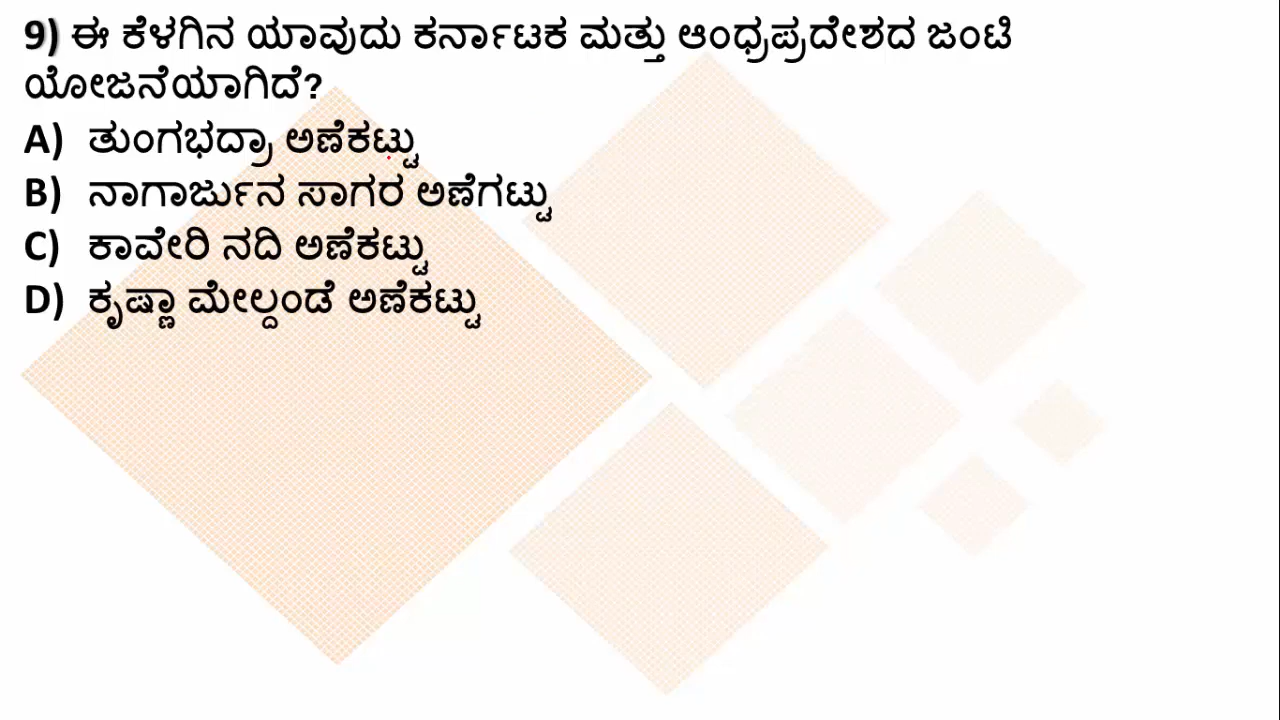 9) ಈ ಕೆಳಗಿನ ಯಾವುದು ಕರ್ನಾಟಕ ಮತ್ತು ಆಂಧ್ರಪ್ರದೇಶದ ಜಂಟಿ
ಯೋಜನೆಯಾಗಿದೆ?
A) ತುಂಗಭದ್ರಾ ಅಣೆಕಟ್ಟು
B) ನಾಗಾರ್ಜುನ ಸಾಗರ ಅಣೆಗಟ್ಟು
C) ಕಾವೇರಿ ನದಿ ಅಣೆಕಟ್ಟು
D) ಕೃಷ್ಣಾ ಮೇಲ್ದಂಡೆ ಅಣೆಕಟ್ಟು